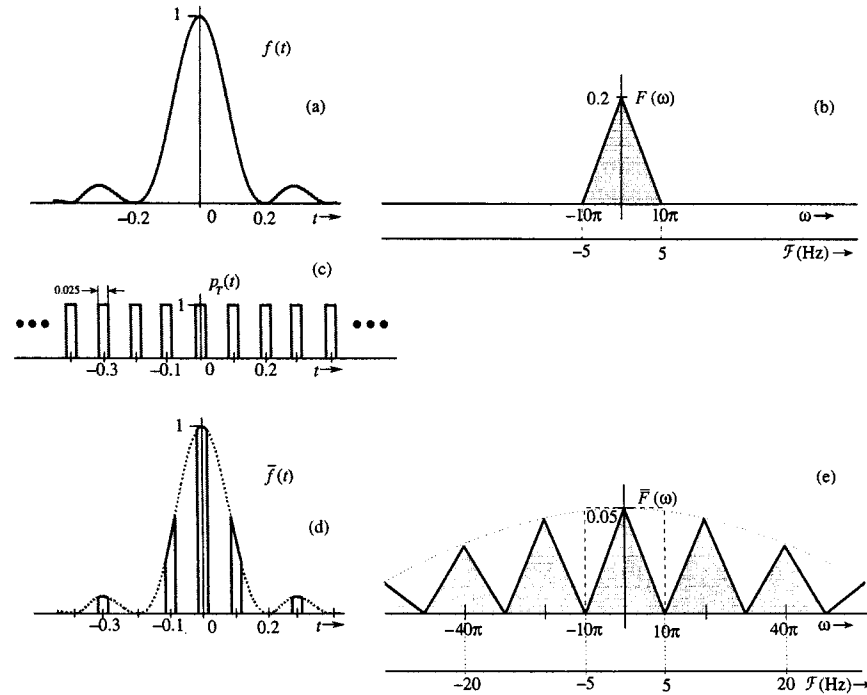 1
f(t)
(a)
−0.2
0
0.2
t→
0.2
F(ω)
(b)
−10π
10π
ω→
−5
5
ℱ(Hz)→
(c)
0.025
1
p_T(t)
•••
•••
−0.3
−0.1
0
0.2
t→
1
f̄(t)
(d)
−0.3
−0.1
0
0.2
t→
(e)
0.05
F̄(ω)
−40π
−10π
10π
40π
ω→
−20
−5
5
20
ℱ(Hz)→